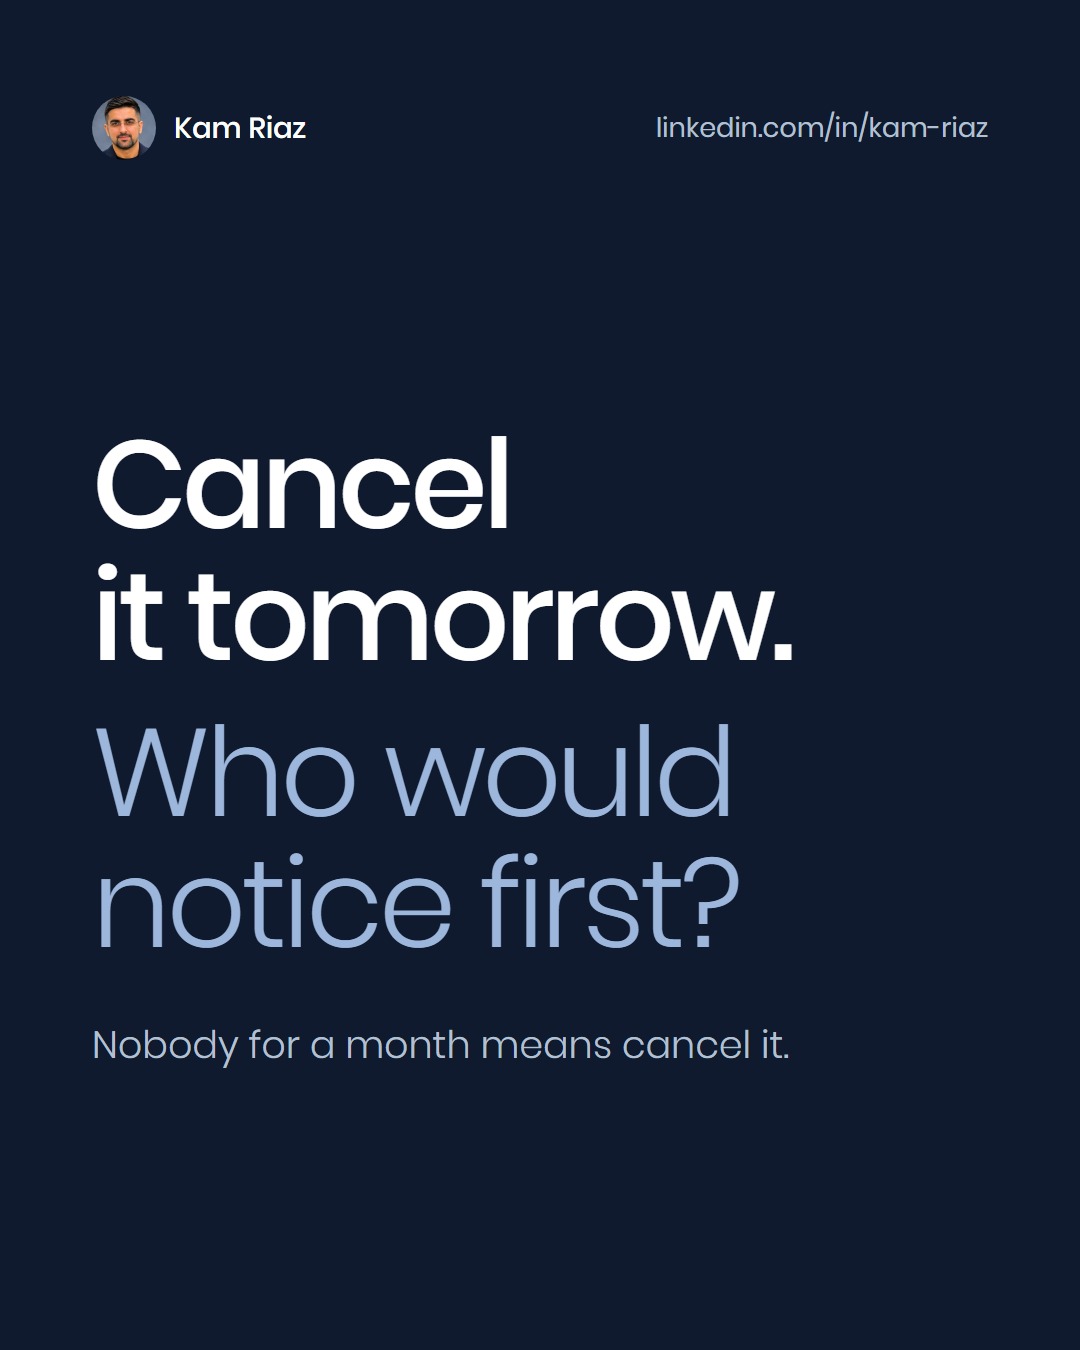 Kam Riaz
linkedin.com/in/kam-riaz
Cancel
it tomorrow.
Who would
notice first?
Nobody for a month means cancel it.